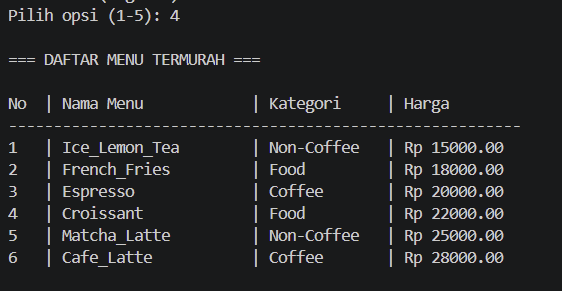 Pilih opsi (1-5): 4
=== DAFTAR MENU TERMURAH ===
No | Nama Menu | Kategori | Harga
---------------------------------------------------------
1 | Ice_Lemon_Tea | Non-Coffee | Rp 15000.00
2 | French_Fries | Food | Rp 18000.00
3 | Espresso | Coffee | Rp 20000.00
4 | Croissant | Food | Rp 22000.00
5 | Matcha_Latte | Non-Coffee | Rp 25000.00
6 | Cafe_Latte | Coffee | Rp 28000.00